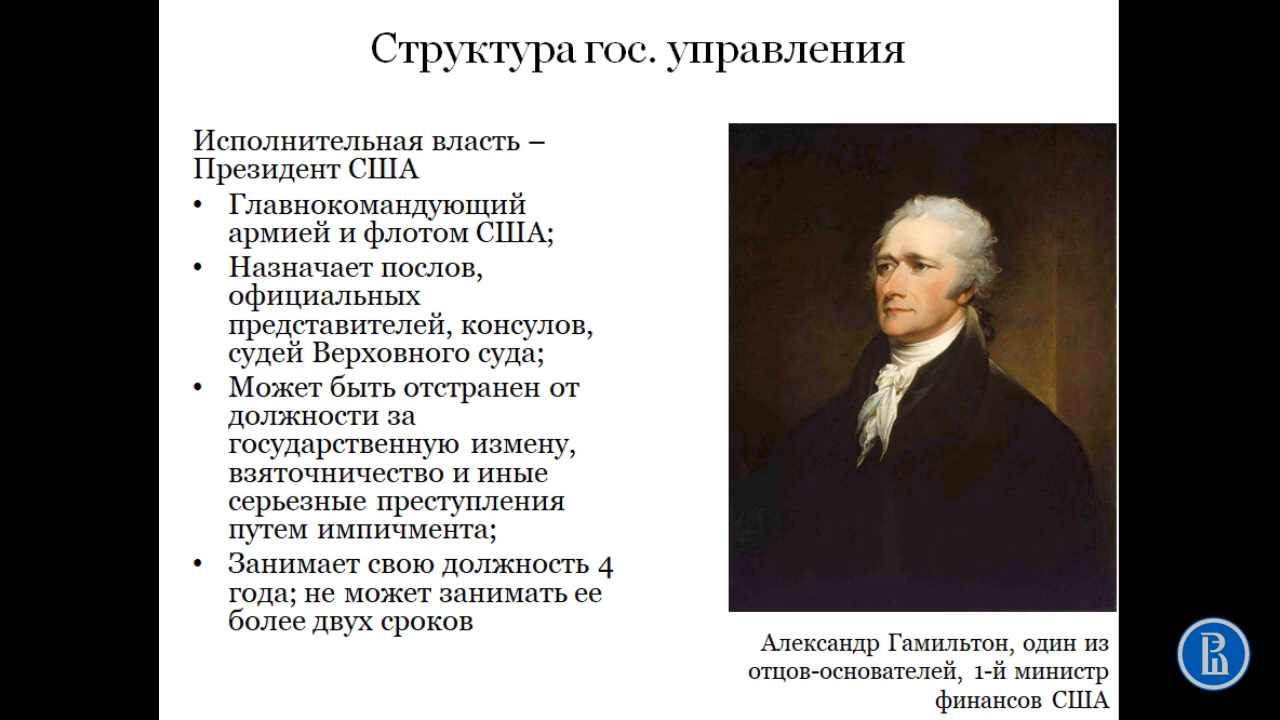 Структура гос. управления
Исполнительная власть –
Президент США
• Главнокомандующий
армией и флотом США;
• Назначает послов,
официальных
представителей, консулов,
судей Верховного суда;
• Может быть отстранен от
должности за
государственную измену,
взяточничество и иные
серьезные преступления
путем импичмента;
• Занимает свою должность 4
года; не может занимать ее
более двух сроков
Александр Гамильтон, один из
отцов-основателей, 1-й министр
финансов США